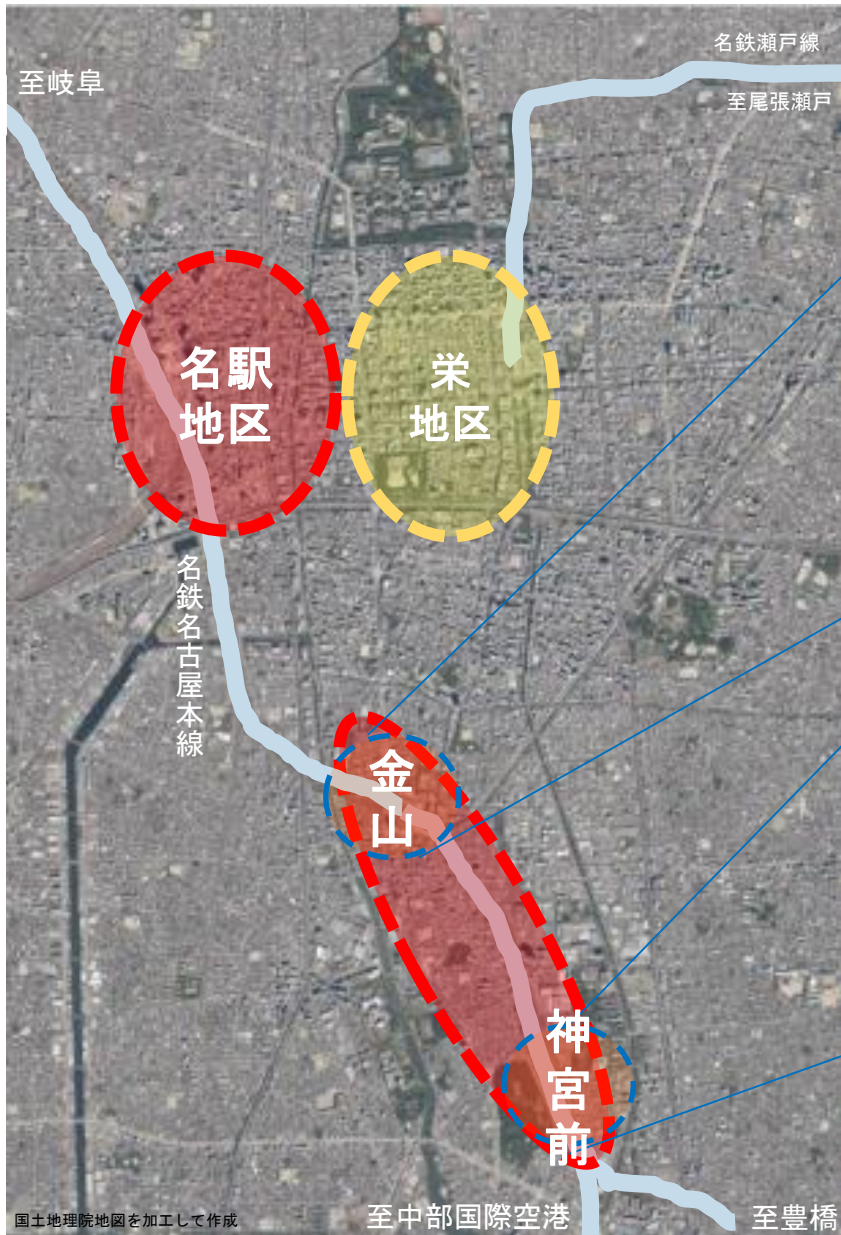 名鉄瀬戸線
至岐阜
至尾張瀬戸
名駅
地区
栄
地区
名鉄名古屋本線
金山
神宮前
国土地理院地図を加工して作成
至中部国際空港
至豊橋